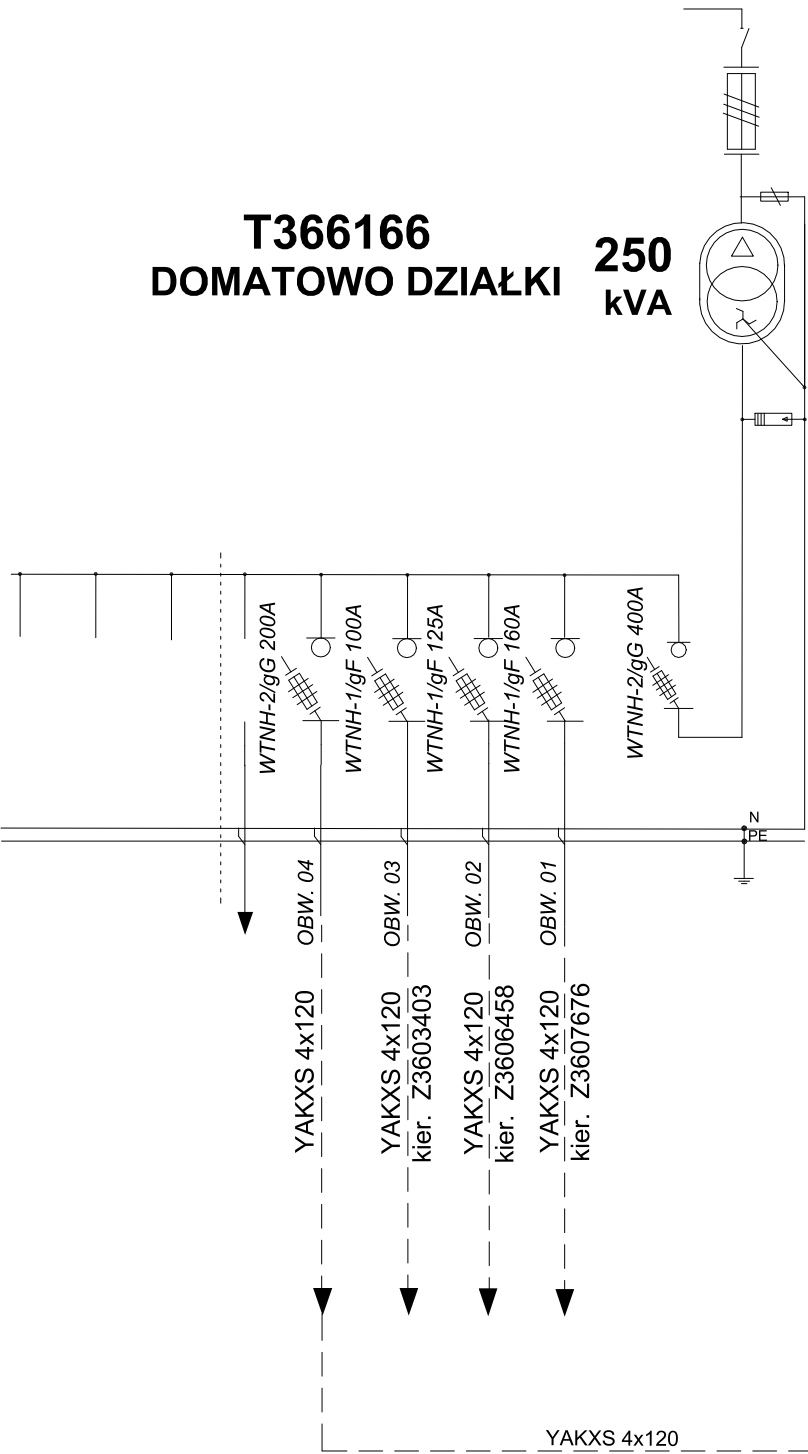 T366166
DOMATOWO DZIAŁKI
250
kVA
WTNH-2/gG 200A
WTNH-1/gF 100A
WTNH-1/gF 125A
WTNH-1/gF 160A
WTNH-2/gG 400A
N
PE
OBW. 04
OBW. 03
OBW. 02
OBW. 01
YAKXS 4x120
YAKXS 4x120
kier. Z3603403
YAKXS 4x120
kier. Z3606458
YAKXS 4x120
kier. Z3607676
YAKXS 4x120